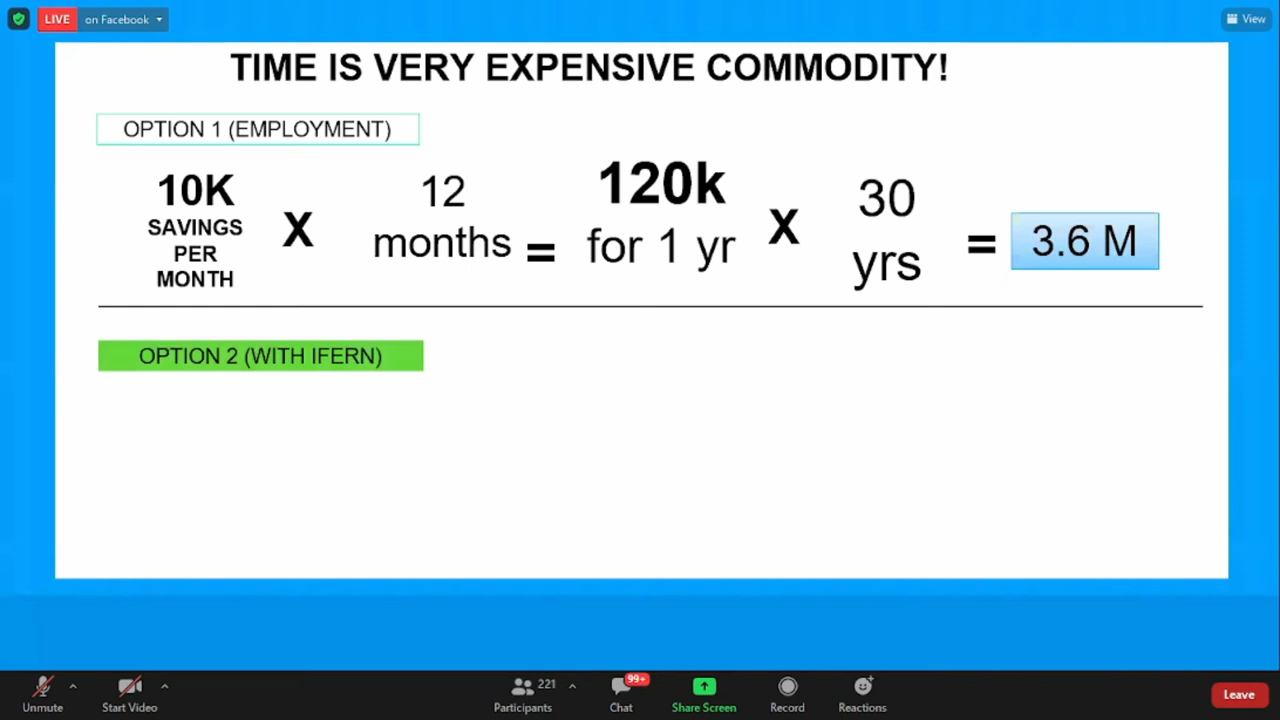 LIVE on Facebook
View
TIME IS VERY EXPENSIVE COMMODITY!
OPTION 1 (EMPLOYMENT)
10K
SAVINGS
PER
MONTH
X
12
months
=
120k
for 1 yr
X
30
yrs
=
3.6 M
OPTION 2 (WITH IFERN)
Unmute
Start Video
221
Participants
99+
Chat
Share Screen
Record
Reactions
Leave